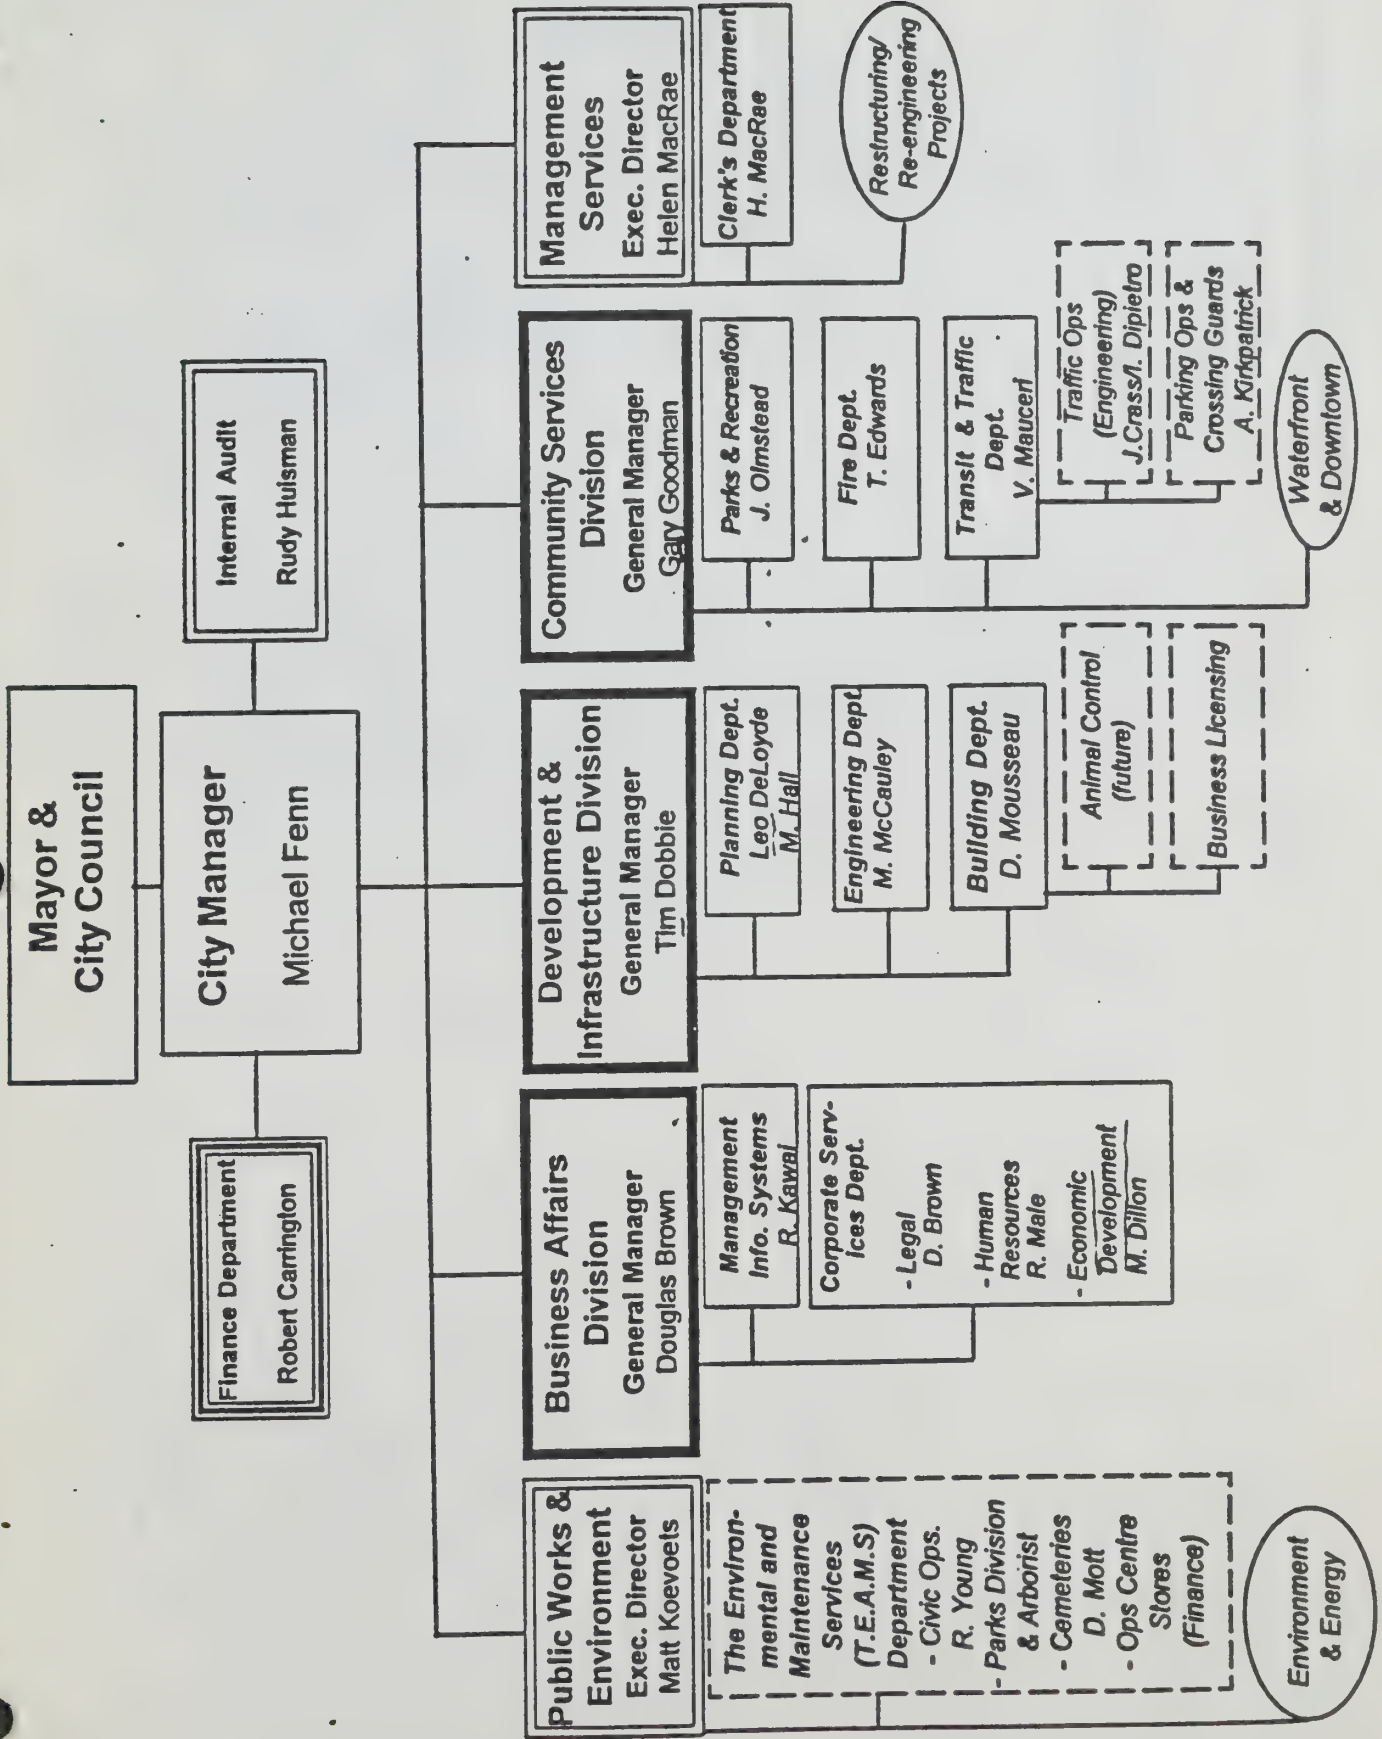 Mayor &
City Council
City Manager
Michael Fenn
Finance Department
Robert Carrington
Internal Audit
Rudy Huisman
Public Works &
Environment
Exec. Director
Matt Koevoets
The Environ-
mental and
Maintenance
Services
(T.E.A.M.S)
Department
- Civic Ops.
R. Young
- Parks Division
& Arborist
- Cemeteries
D. Mott
- Ops Centre
Stores
(Finance)
Environment
& Energy
Business Affairs
Division
General Manager
Douglas Brown
Management
Info. Systems
R. Kawai
Corporate Serv-
ices Dept.
- Legal
D. Brown
- Human
Resources
R. Male
- Economic
Development
M. Dillon
Development &
Infrastructure Division
General Manager
Tim Dobbie
Planning Dept.
Leo DeLoyde
M. Hall
Engineering Dept.
M. McCauley
Building Dept.
D. Mousseau
Animal Control
(future)
Business Licensing
Community Services
Division
General Manager
Gary Goodman
Parks & Recreation
J. Olmstead
Fire Dept.
T. Edwards
Transit & Traffic
Dept.
V. Mauceri
Traffic Ops
(Engineering)
J.Crass/I. Dipietro
Parking Ops &
Crossing Guards
A. Kirkpatrick
Waterfront
& Downtown
Management
Services
Exec. Director
Helen MacRae
Clerk's Department
H. MacRae
Restructuring/
Re-engineering
Projects